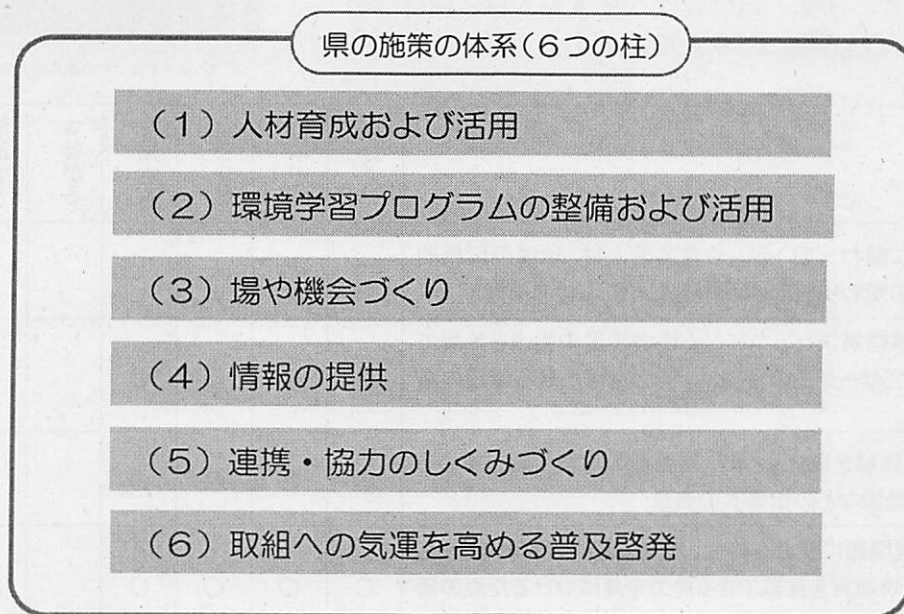 県の施策の体系(6つの柱)
(1)人材育成および活用
(2)環境学習プログラムの整備および活用
(3)場や機会づくり
(4)情報の提供
(5)連携・協力のしくみづくり
(6)取組への気運を高める普及啓発